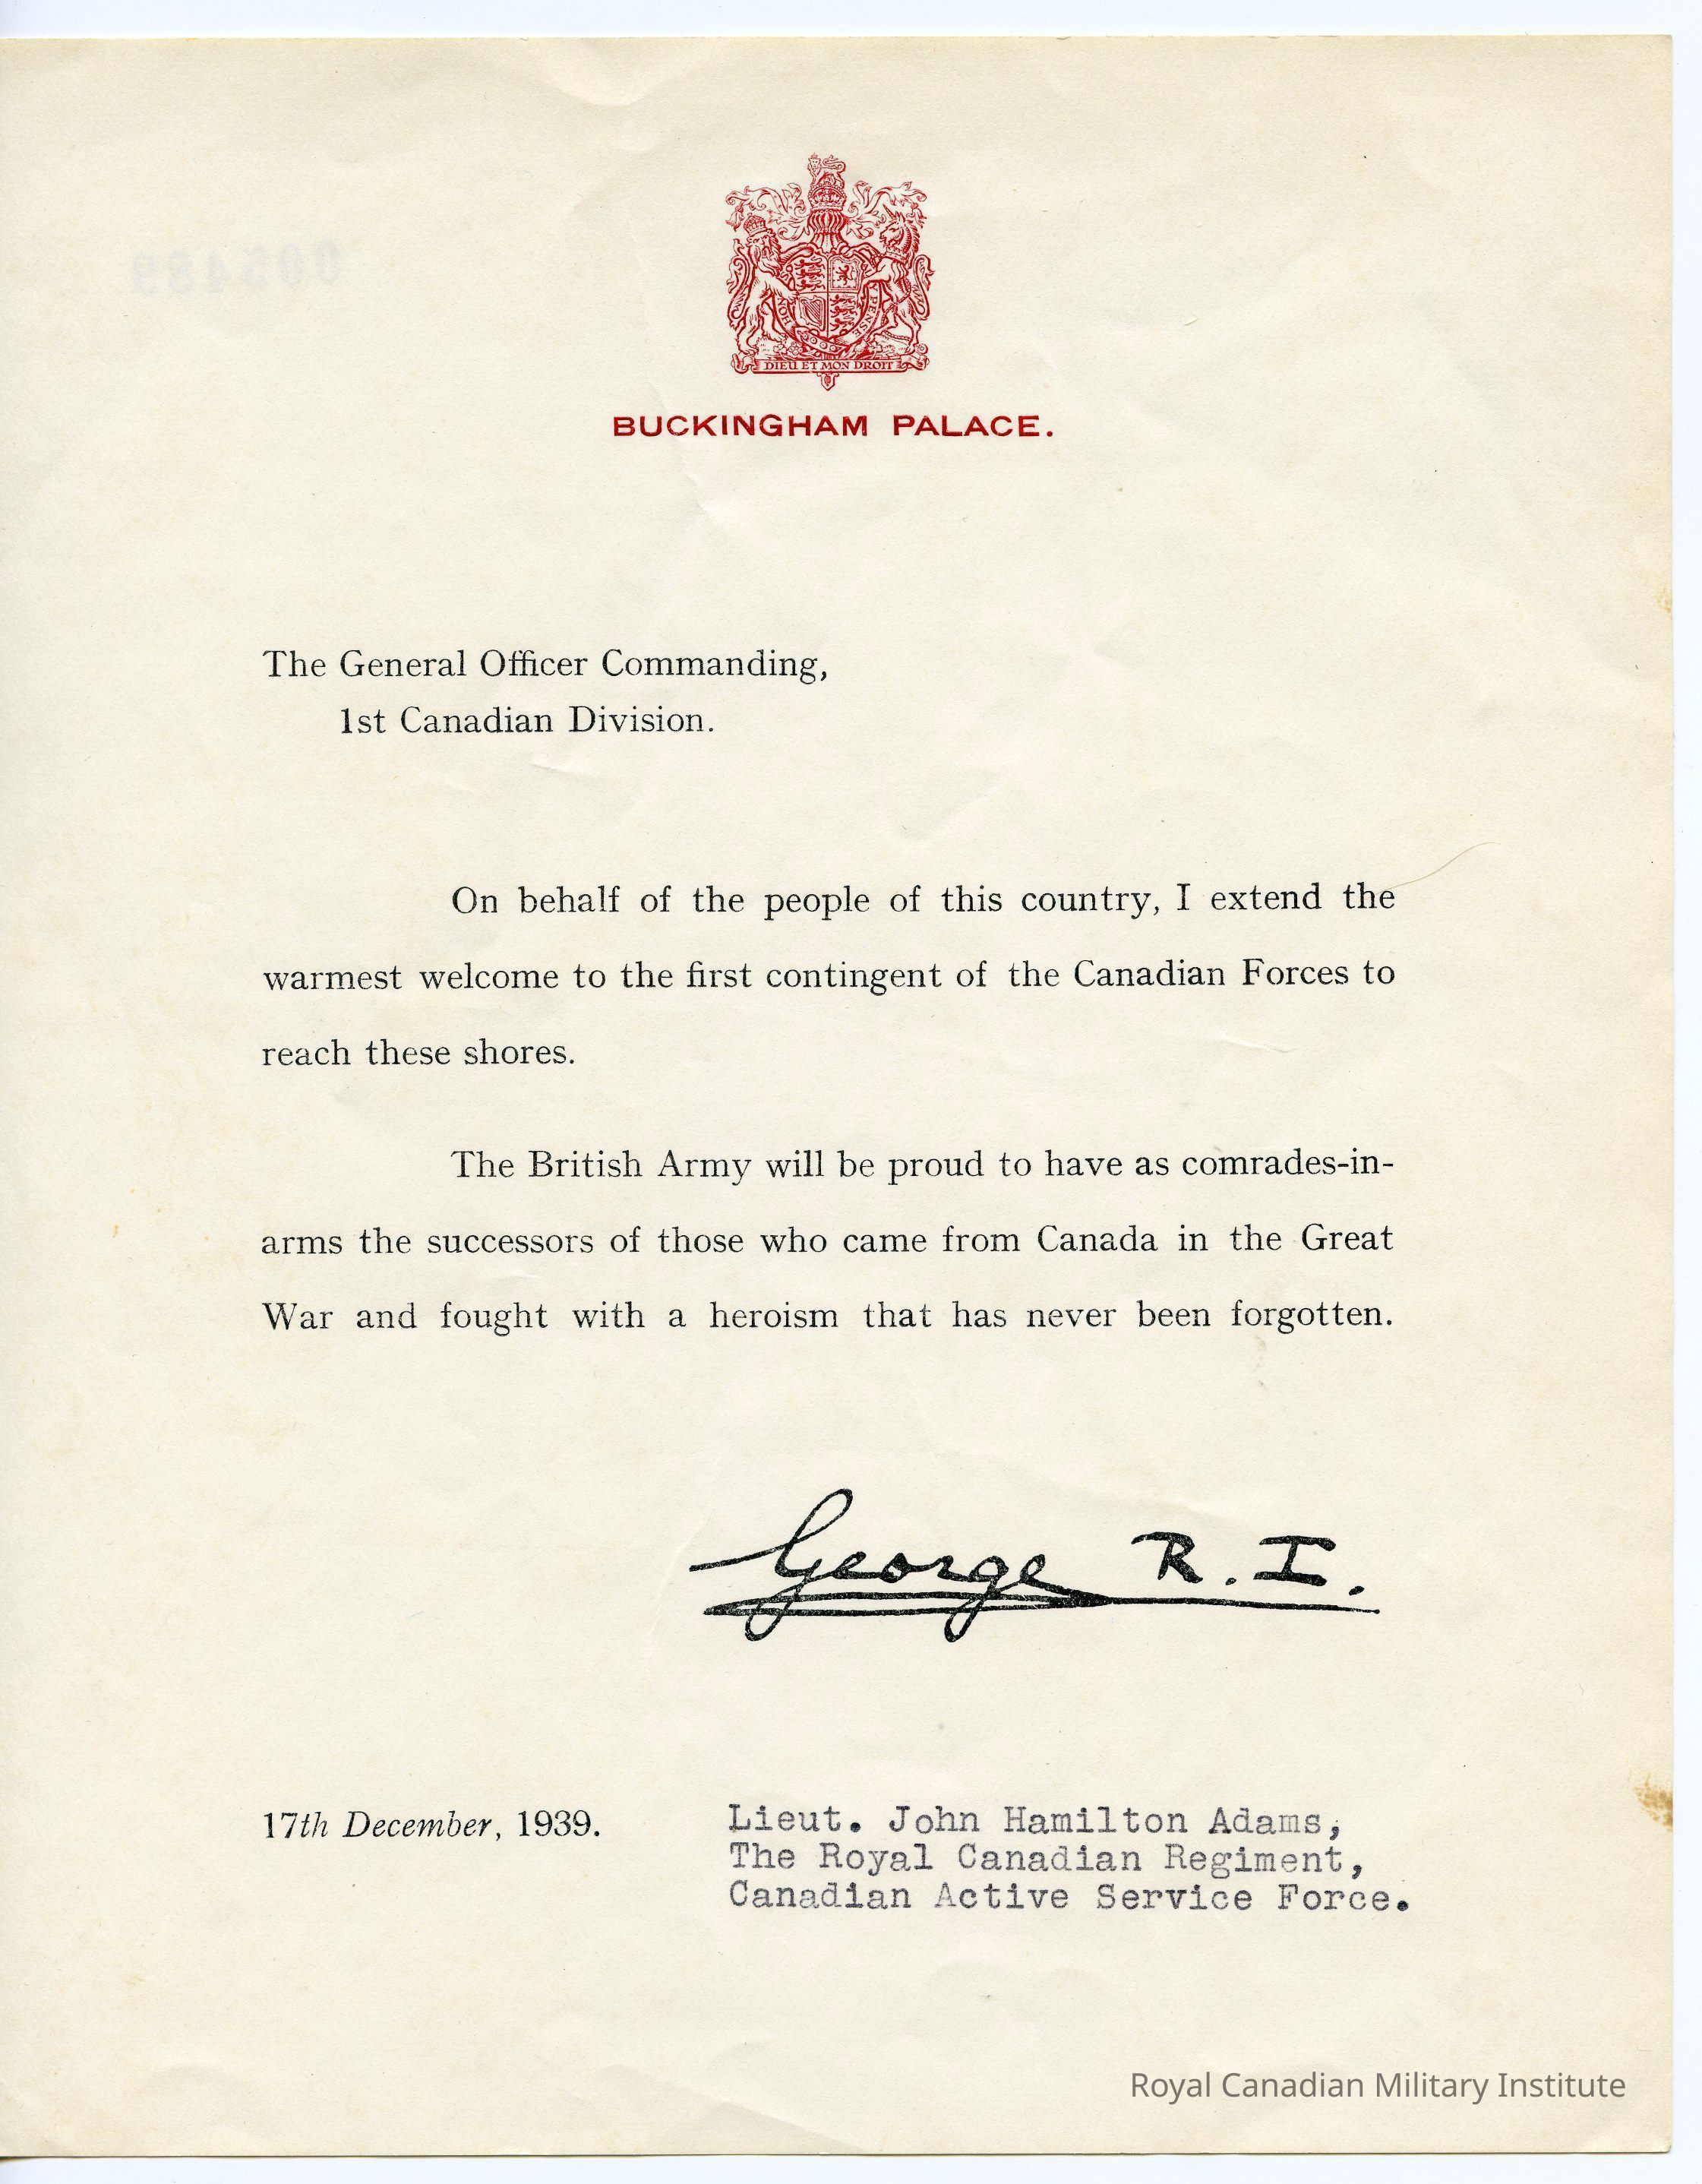 HON
PENSE
DIEU ET MON DROIT
BUCKINGHAM PALACE.
The General Officer Commanding,
1st Canadian Division.
On behalf of the people of this country, I extend the
warmest welcome to the first contingent of the Canadian Forces to
reach these shores.
The British Army will be proud to have as comrades-in-
arms the successors of those who came from Canada in the Great
War and fought with a heroism that has never been forgotten.
George R. I.
17th December, 1939.
Lieut. John Hamilton Adams,
The Royal Canadian Regiment,
Canadian Active Service Force.
Royal Canadian Military Institute